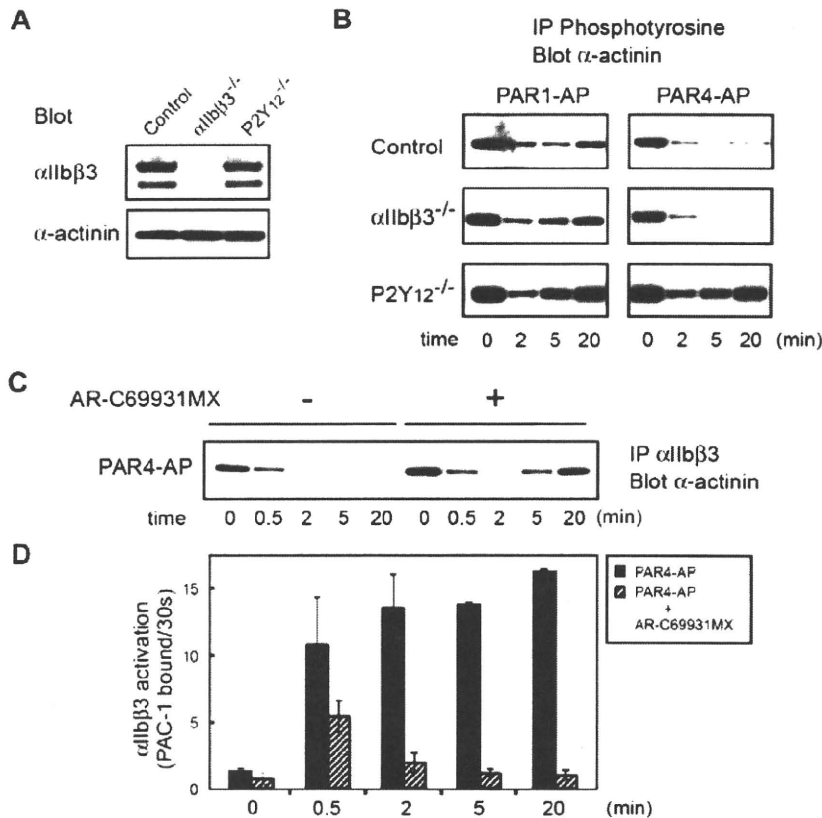 A
Blot
Control
αIIbβ3-/-
P2Y12-/-
αIIbβ3
α-actinin
B
IP Phosphotyrosine
Blot α-actinin
PAR1-AP
PAR4-AP
Control
αIIbβ3-/-
P2Y12-/-
time 0 2 5 20 0 2 5 20 (min)
C
AR-C69931MX - +
PAR4-AP
IP αIIbβ3
Blot α-actinin
time 0 0.5 2 5 20 0 0.5 2 5 20 (min)
D
αIIbβ3 activation
(PAC-1 bound/30s)
15
10
5
0
0 0.5 2 5 20 (min)
PAR4-AP
PAR4-AP
+
AR-C69931MX